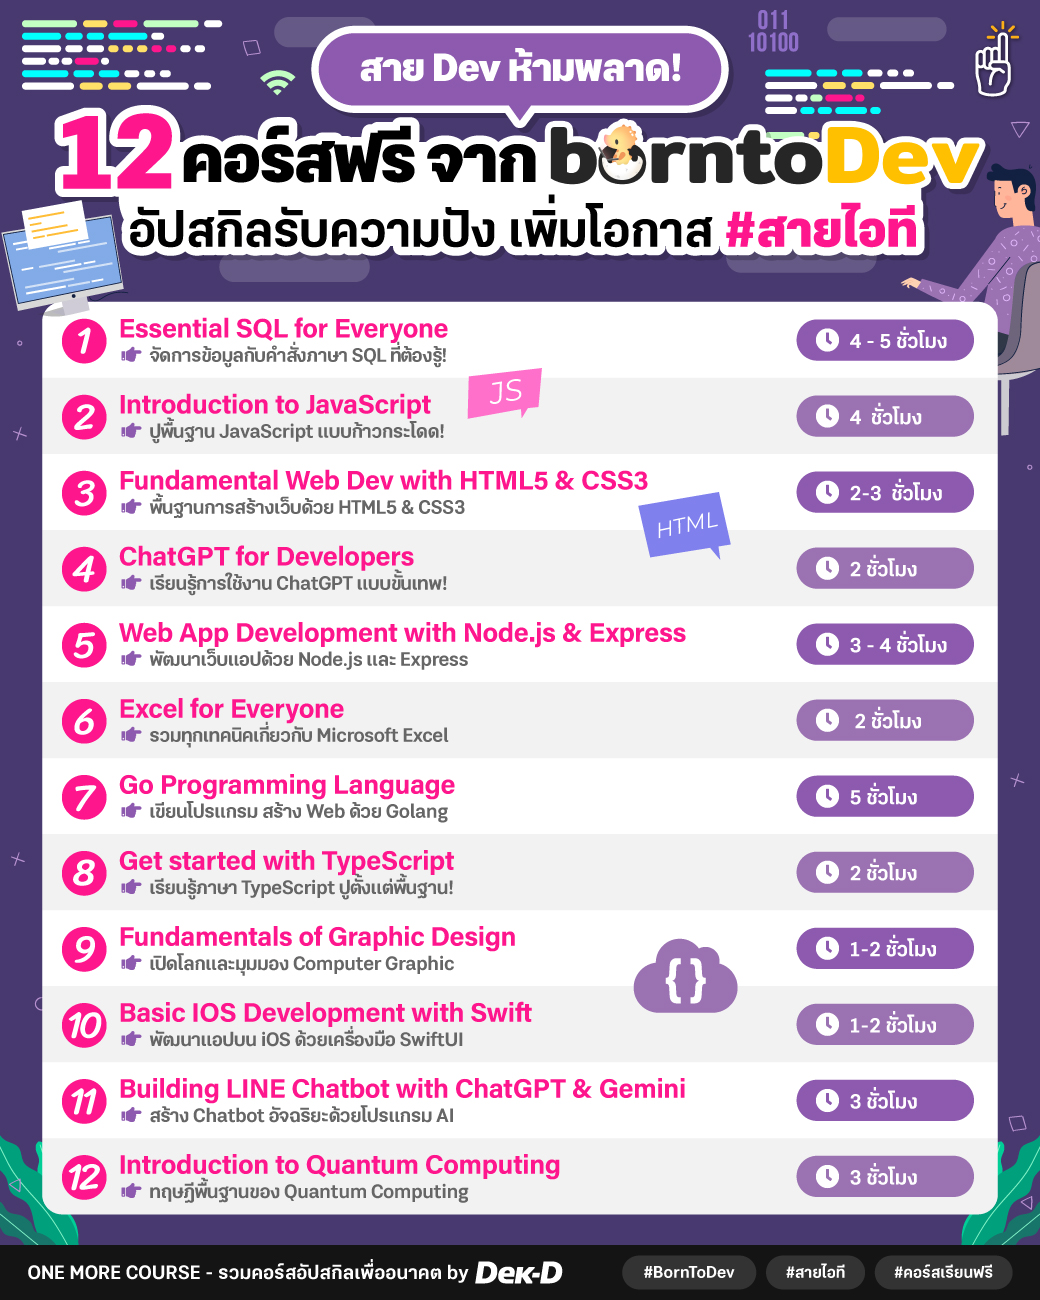 011
10100
สาย Dev ห้ามพลาด!
12 คอร์สฟรี จาก borntoDev
อัปสกิลรับความปัง เพิ่มโอกาส #สายไอที
1 Essential SQL for Everyone
จัดการข้อมูลกับคำสั่งภาษา SQL ที่ต้องรู้!
4 - 5 ชั่วโมง
2 Introduction to JavaScript
ปูพื้นฐาน JavaScript แบบก้าวกระโดด!
JS
4 ชั่วโมง
3 Fundamental Web Dev with HTML5 & CSS3
พื้นฐานการสร้างเว็บด้วย HTML5 & CSS3
2-3 ชั่วโมง
HTML
4 ChatGPT for Developers
เรียนรู้การใช้งาน ChatGPT แบบขั้นเทพ!
2 ชั่วโมง
5 Web App Development with Node.js & Express
พัฒนาเว็บแอปด้วย Node.js และ Express
3 - 4 ชั่วโมง
6 Excel for Everyone
รวมทุกเทคนิคเกี่ยวกับ Microsoft Excel
2 ชั่วโมง
7 Go Programming Language
เขียนโปรแกรม สร้าง Web ด้วย Golang
5 ชั่วโมง
8 Get started with TypeScript
เรียนรู้ภาษา TypeScript ปูตั้งแต่พื้นฐาน!
2 ชั่วโมง
9 Fundamentals of Graphic Design
เปิดโลกและมุมมอง Computer Graphic
1-2 ชั่วโมง
{}
10 Basic IOS Development with Swift
พัฒนาแอปบน iOS ด้วยเครื่องมือ SwiftUI
1-2 ชั่วโมง
11 Building LINE Chatbot with ChatGPT & Gemini
สร้าง Chatbot อัจฉริยะด้วยโปรแกรม AI
3 ชั่วโมง
12 Introduction to Quantum Computing
ทฤษฎีพื้นฐานของ Quantum Computing
3 ชั่วโมง
ONE MORE COURSE - รวมคอร์สอัปสกิลเพื่ออนาคต by Dek-D
#BornToDev #สายไอที #คอร์สเรียนฟรี